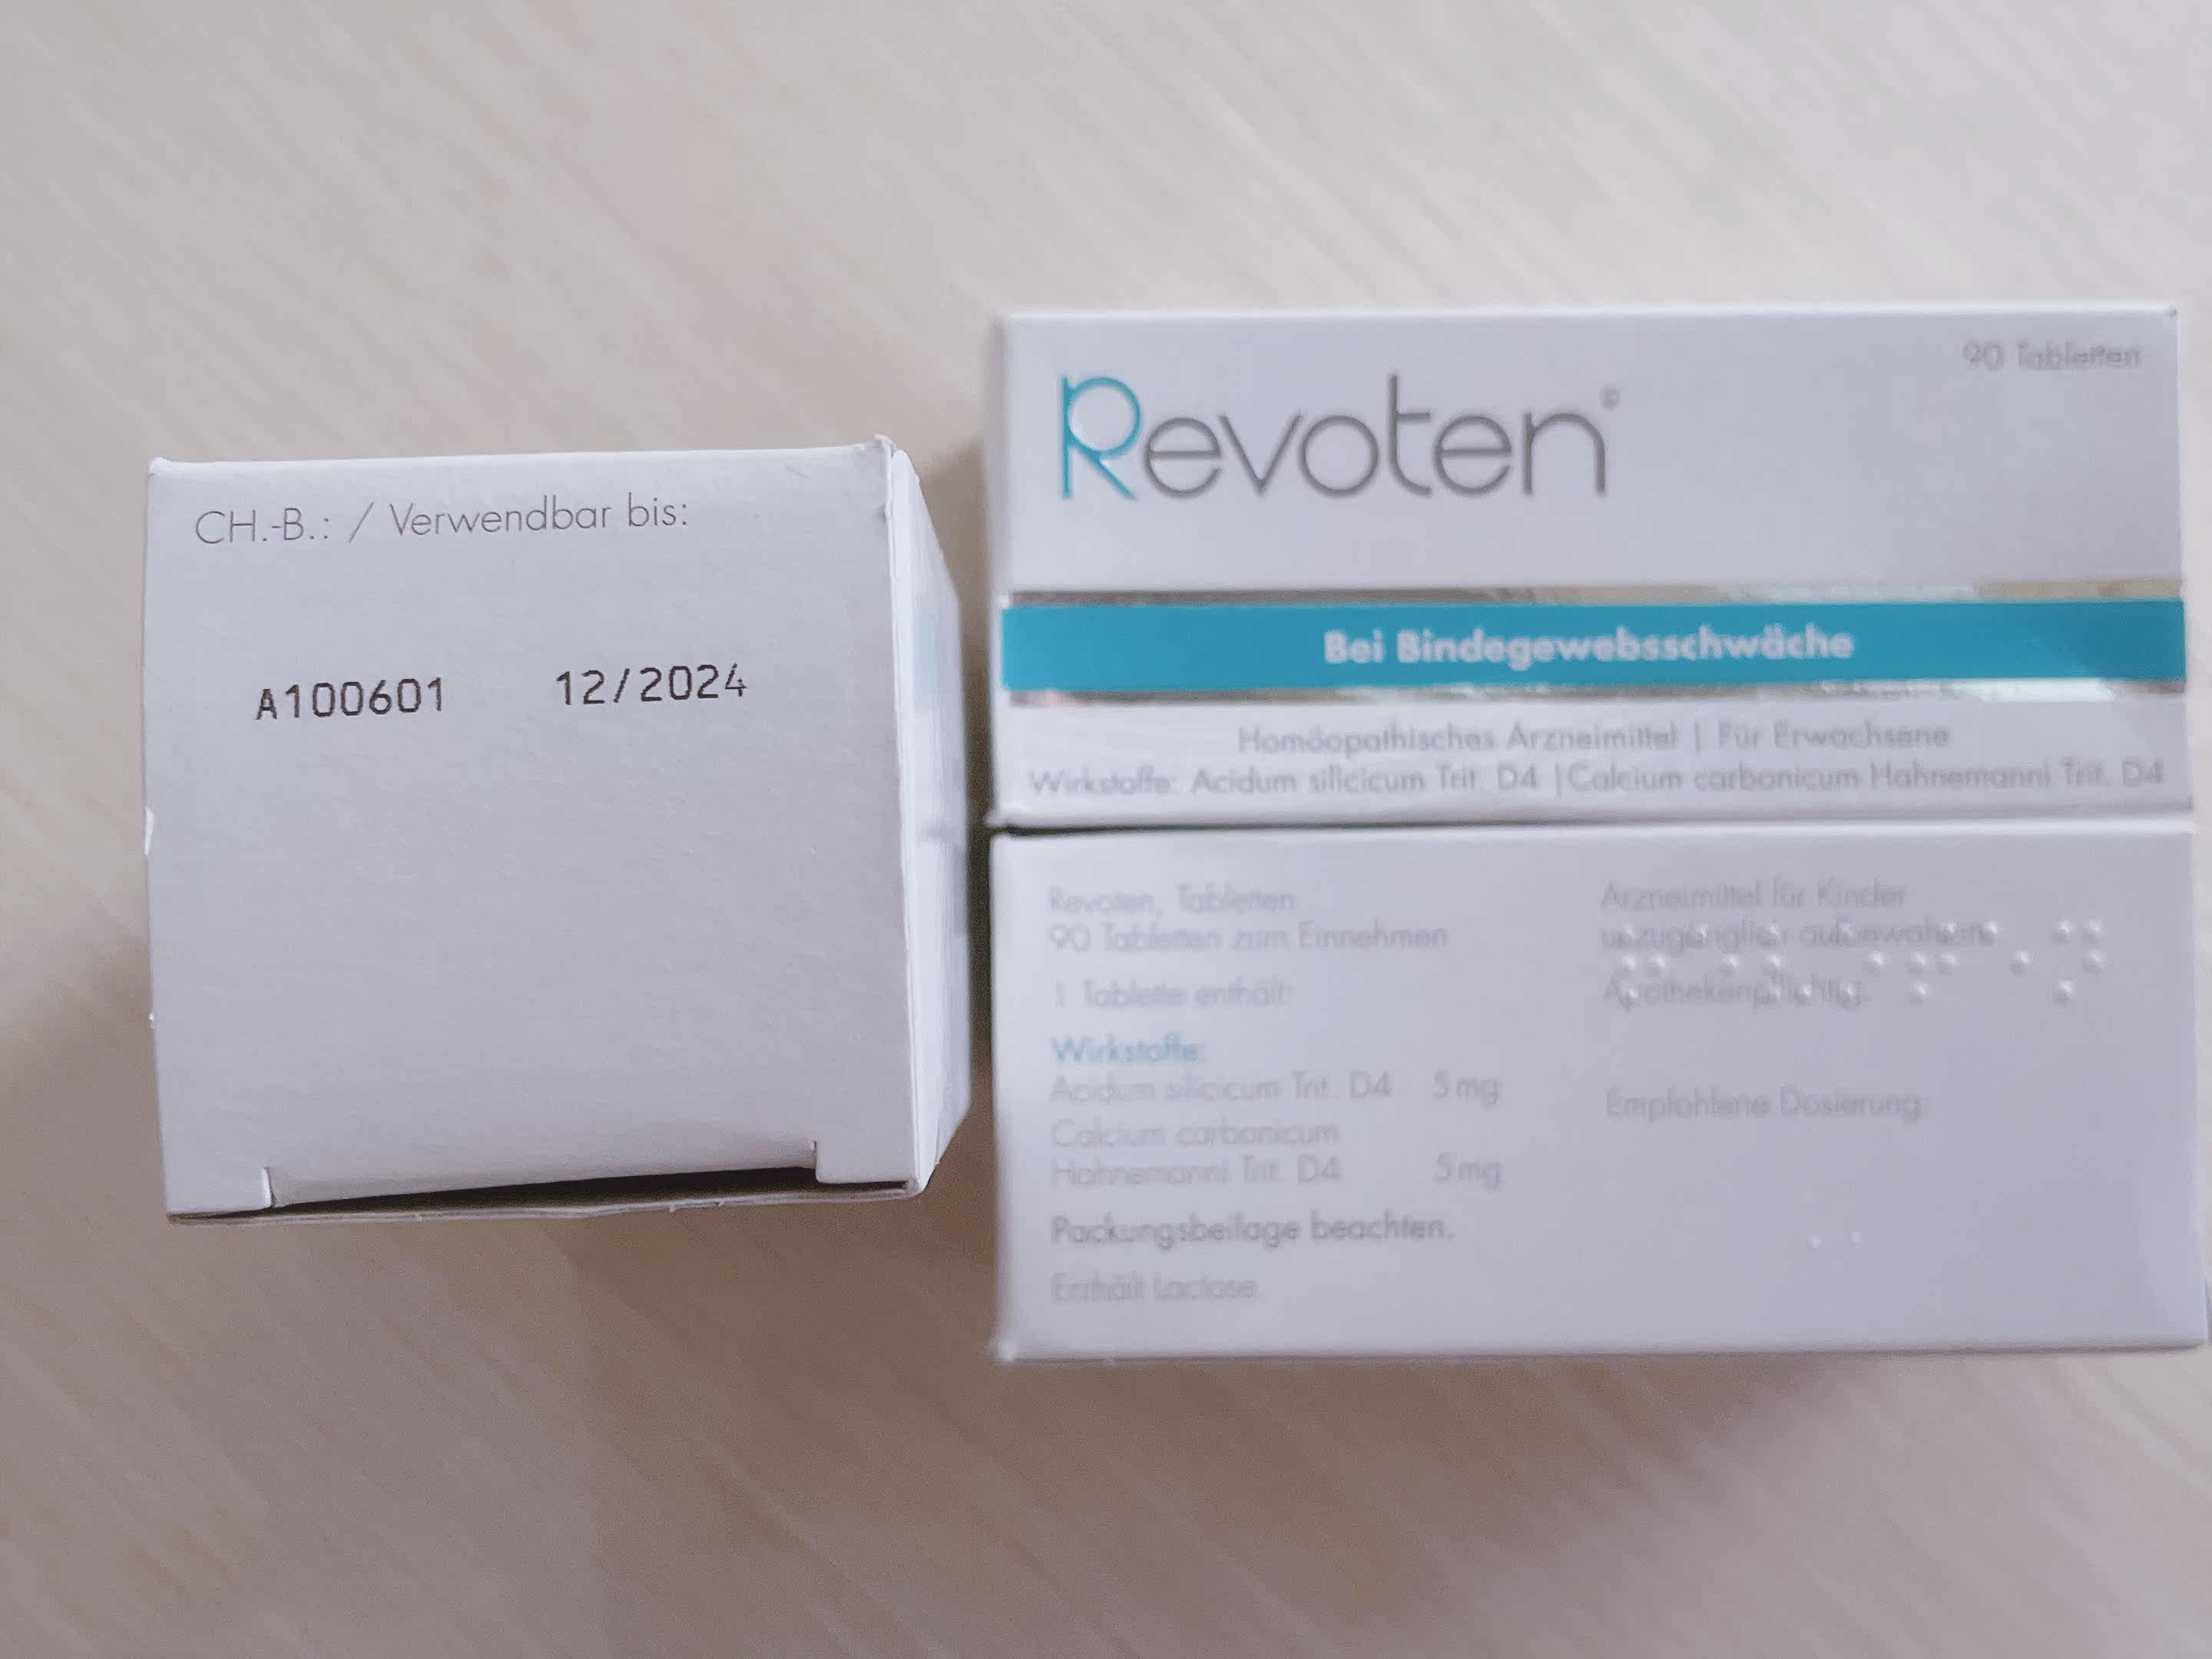 CH.-B.: / Verwendbar bis:
A100601 12/2024
90 Tabletten
Revoten®
Bei Bindegewebsschwäche
Homöopathisches Arzneimittel | Für Erwachsene
Wirkstoffe: Acidum silicicum Trit. D4 | Calcium carbonicum Hahnemanni Trit. D4
Revoten, Tabletten
90 Tabletten zum Einnehmen
1 Tablette enthält:
Wirkstoffe:
Acidum silicicum Trit. D4 5 mg
Calcium carbonicum
Hahnemanni Trit. D4 5 mg
Packungsbeilage beachten.
Enthält Lactose.
Arzneimittel für Kinder
unzugänglich aufbewahren.
Apothekenpflichtig.
Empfohlene Dosierung: